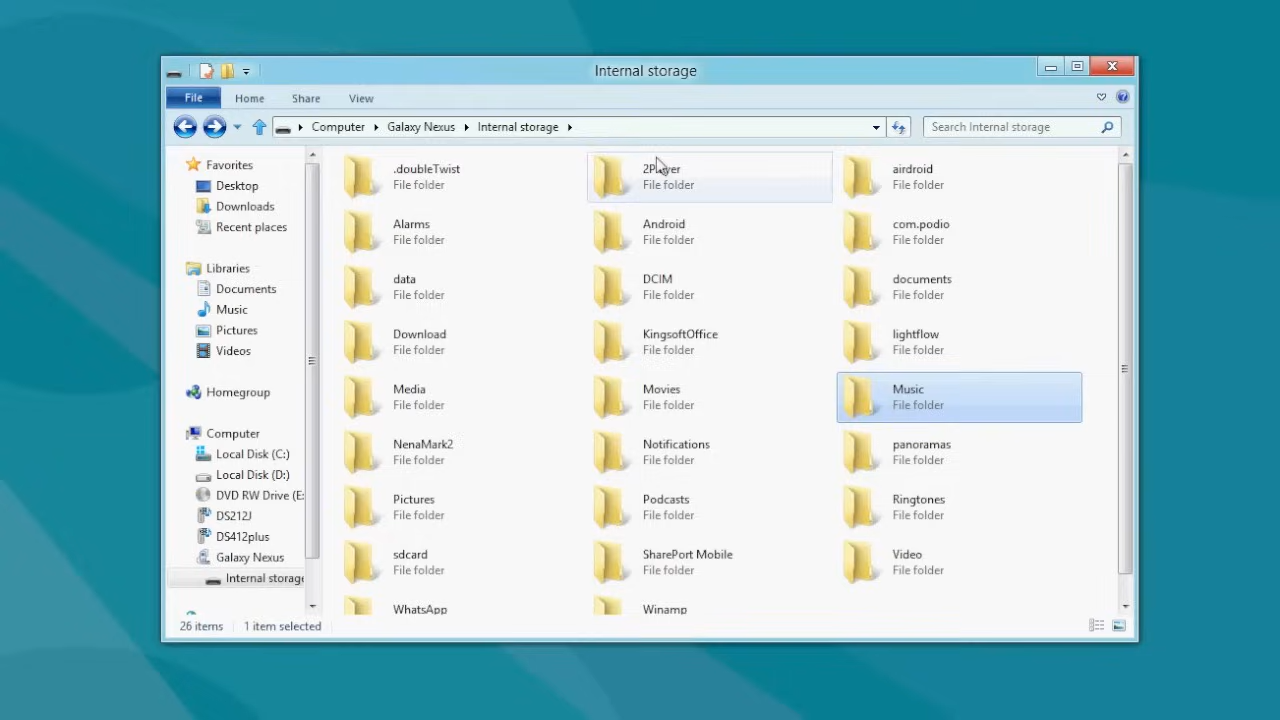 Internal storage
File Home Share View
Computer Galaxy Nexus Internal storage
Search Internal storage
Favorites
Desktop
Downloads
Recent places
Libraries
Documents
Music
Pictures
Videos
Homegroup
Computer
Local Disk (C:)
Local Disk (D:)
DVD RW Drive (E:
DS212J
DS412plus
Galaxy Nexus
Internal storage
.doubleTwist
File folder
File folder
airdroid
File folder
Alarms
File folder
Android
File folder
com.podio
File folder
data
File folder
DCIM
File folder
documents
File folder
Download
File folder
KingsoftOffice
File folder
lightflow
File folder
Media
File folder
Movies
File folder
Music
File folder
NenaMark2
File folder
Notifications
File folder
panoramas
File folder
Pictures
File folder
Podcasts
File folder
Ringtones
File folder
sdcard
File folder
SharePort Mobile
File folder
Video
File folder
WhatsApp
Winamp
26 items 1 item selected